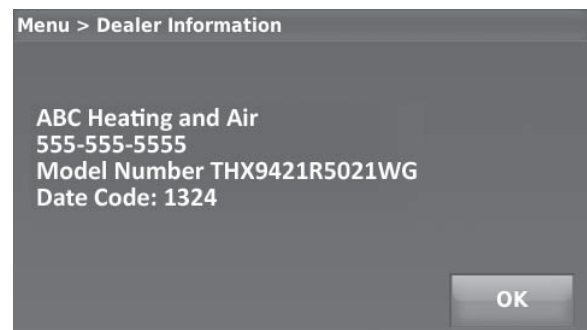 Menu > Dealer Information
ABC Heating and Air
555-555-5555
Model Number THX9421R5021WG
Date Code: 1324
OK